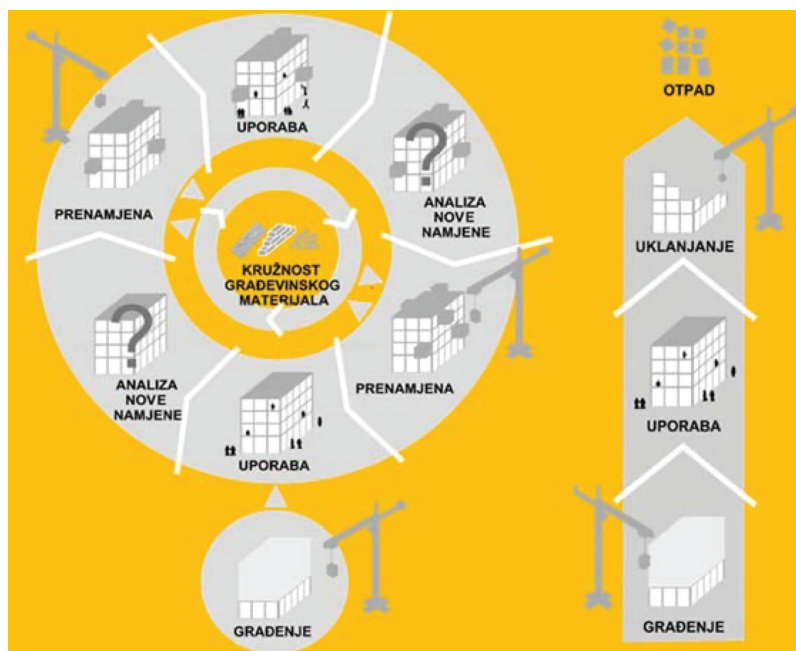 UPORABA
ANALIZA
NOVE
NAMJENE
PRENAMJENA
UPORABA
ANALIZA
NOVE
NAMJENE
PRENAMJENA
KRUŽNOST
GRAĐEVINSKOG
MATERIJALA
GRAĐENJE
OTPAD
UKLANJANJE
UPORABA
GRAĐENJE